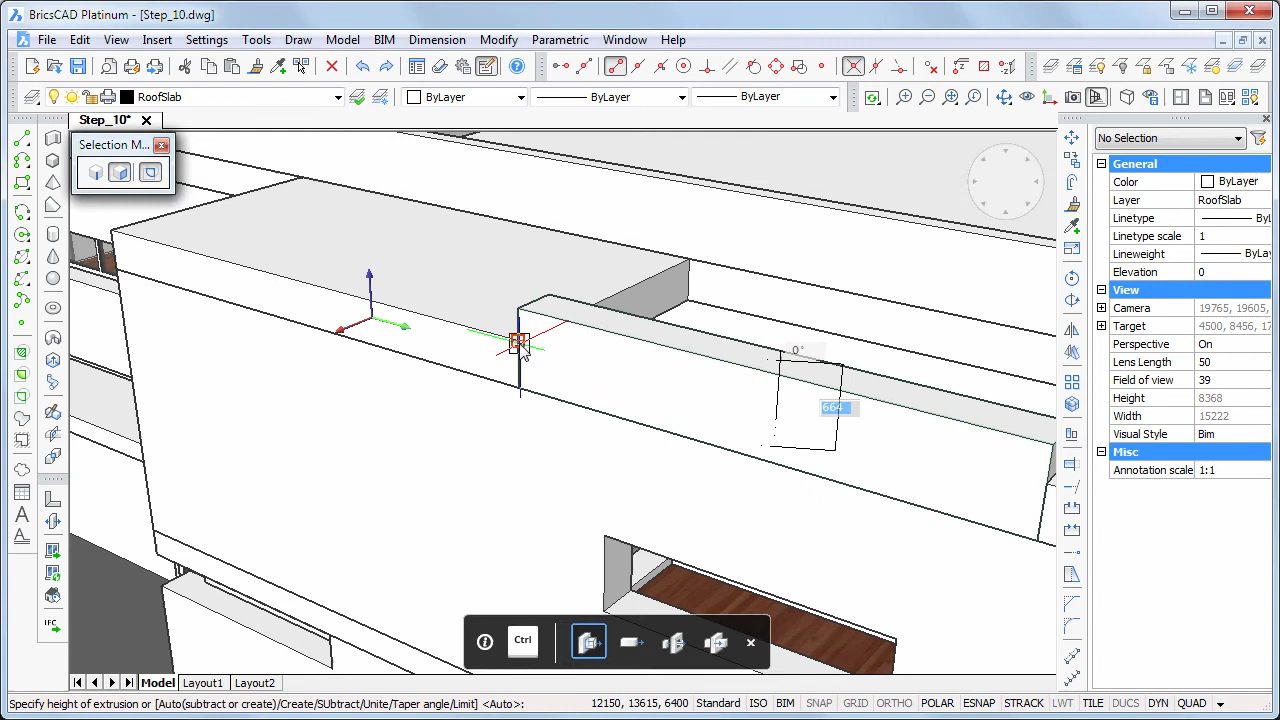 BricsCAD Platinum - [Step_10.dwg]
File Edit View Insert Settings Tools Draw Model BIM Dimension Modify Parametric Window Help
RoofSlab ByLayer ByLayer ByLayer
Step_10*
Selection M...
No Selection
General
Color ByLayer
Layer RoofSlab
Linetype ByL
Linetype scale 1
Lineweight ByLa
Elevation 0
View
Camera 19765, 19605,
Target 4500, 8456, 17
Perspective On
Lens Length 50
Field of view 39
Height 8368
Width 15222
Visual Style Bim
Misc
Annotation scale 1:1
0°
664
A
A
IFC
Ctrl
Model Layout1 Layout2
Specify height of extrusion or [Auto(subtract or create)/Create/SUbtract/Unite/Taper angle/Limit] <Auto>: 12150, 13615, 6400 Standard ISO BIM SNAP GRID ORTHO POLAR ESNAP STRACK LWT TILE DUCS DYN QUAD